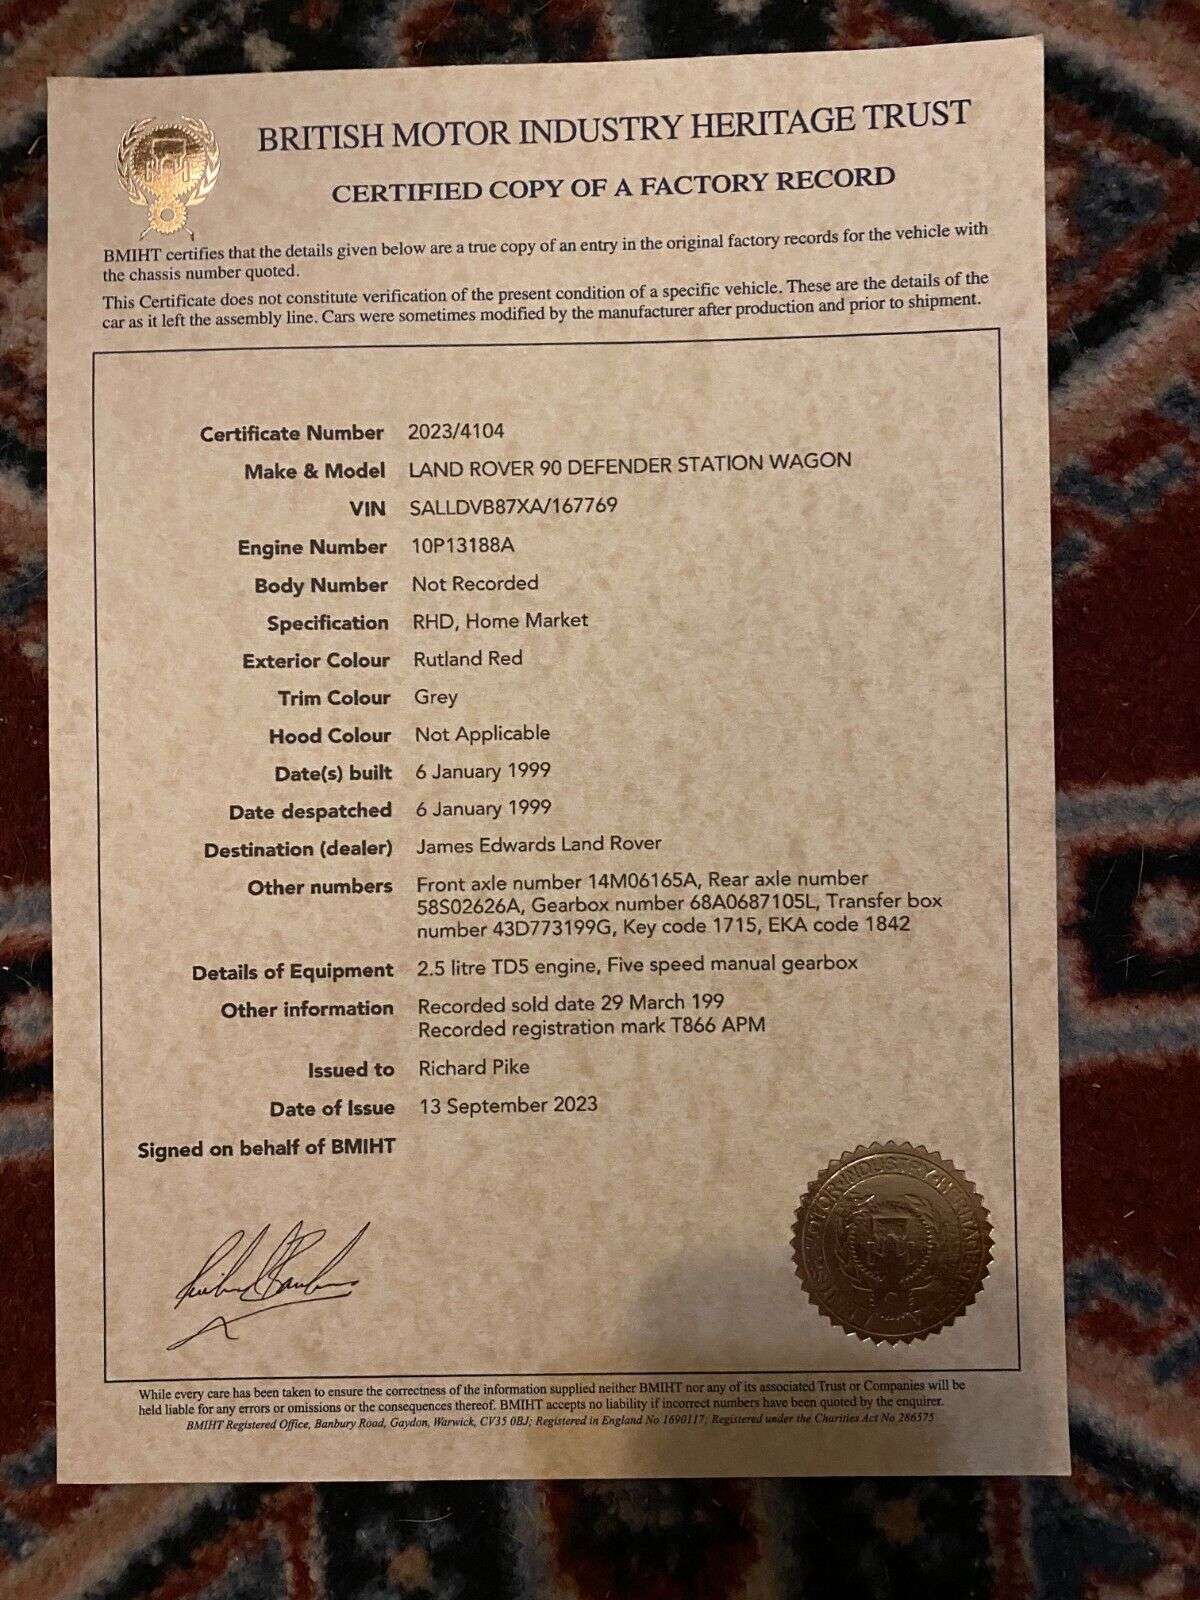 BRITISH MOTOR INDUSTRY HERITAGE TRUST
CERTIFIED COPY OF A FACTORY RECORD
BMIHT certifies that the details given below are a true copy of an entry in the original factory records for the vehicle with
the chassis number quoted.
This Certificate does not constitute verification of the present condition of a specific vehicle. These are the details of the
car as it left the assembly line. Cars were sometimes modified by the manufacturer after production and prior to shipment.
Certificate Number 2023/4104
Make & Model LAND ROVER 90 DEFENDER STATION WAGON
VIN SALLDVB87XA/167769
Engine Number 10P13188A
Body Number Not Recorded
Specification RHD, Home Market
Exterior Colour Rutland Red
Trim Colour Grey
Hood Colour Not Applicable
Date(s) built 6 January 1999
Date despatched 6 January 1999
Destination (dealer) James Edwards Land Rover
Other numbers Front axle number 14M06165A, Rear axle number
58S02626A, Gearbox number 68A0687105L, Transfer box
number 43D773199G, Key code 1715, EKA code 1842
Details of Equipment 2.5 litre TD5 engine, Five speed manual gearbox
Other information Recorded sold date 29 March 199
Recorded registration mark T866 APM
Issued to Richard Pike
Date of Issue 13 September 2023
Signed on behalf of BMIHT
MOTOR INDUSTRY
While every care has been taken to ensure the correctness of the information supplied neither BMIHT nor any of its associated Trust or Companies will be
held liable for any errors or omissions or the consequences thereof. BMIHT accepts no liability if incorrect numbers have been quoted by the enquirer.
BMIHT Registered Office, Banbury Road, Gaydon, Warwick, CV35 0BJ; Registered in England No 1690117; Registered under the Charities Act No 286575